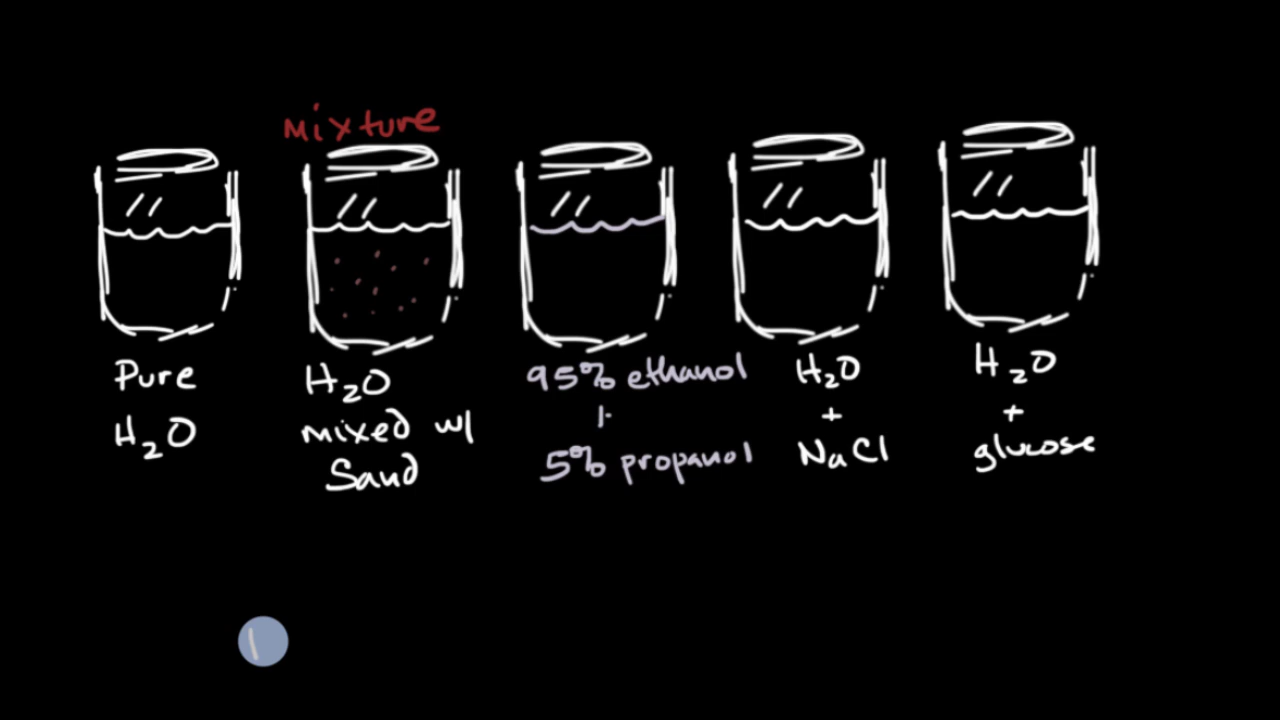 mixture
Pure
H₂O
H₂O
mixed w/
Sand
95% ethanol
+
5% propanol
H₂O
+
NaCl
H₂O
+
glucose